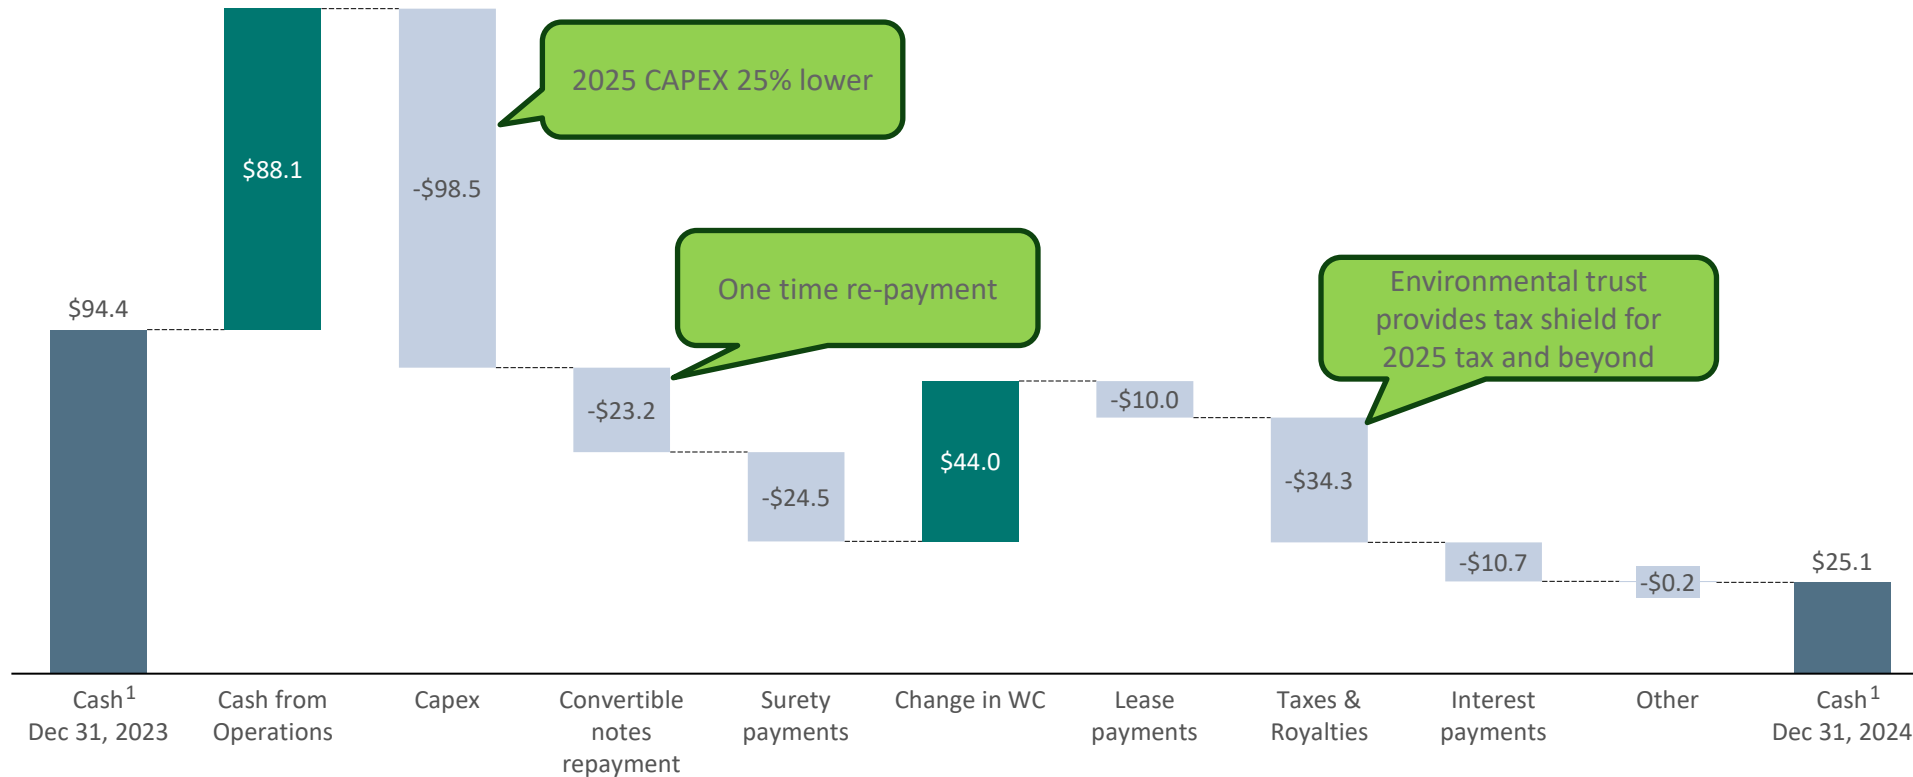 2025 CAPEX 25% lower
$88.1
-$98.5
One time re-payment
Environmental trust
provides tax shield for
2025 tax and beyond
$94.4
-$23.2
-$24.5
$44.0
-$10.0
-$34.3
-$10.7
-$0.2
$25.1
Cash¹
Dec 31, 2023
Cash from
Operations
Capex
Convertible
notes
repayment
Surety
payments
Change in WC
Lease
payments
Taxes &
Royalties
Interest
payments
Other
Cash¹
Dec 31, 2024